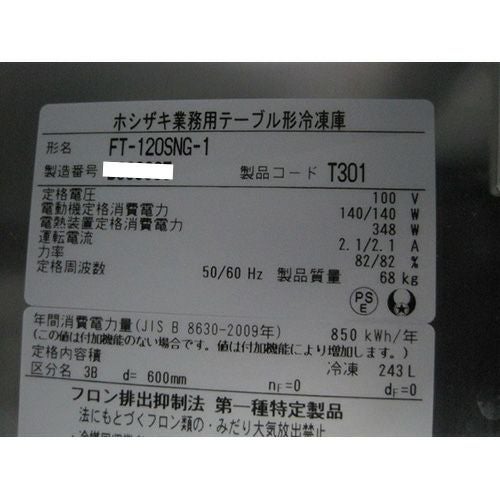 ホシザキ業務用テーブル形冷凍庫
形名 FT-120SNG-1
製造番号
製品コード T301
定格電圧 100 V
電動機定格消費電力 140/140 W
電熱装置定格消費電力 348 W
運転電流 2.1/2.1 A
力率 82/82 %
定格周波数 50/60 Hz 製品質量 68 kg
PS E
年間消費電力量(JIS B 8630-2009年) 850 kWh/年
(この値は付加機能のない場合です。値は付加機能により増加します。)
定格内容積 冷凍 243 L
区分名 3B d= 600mm nF=0 dF=0
フロン排出抑制法 第一種特定製品
法にもとづくフロン類の・みだり大気放出禁止